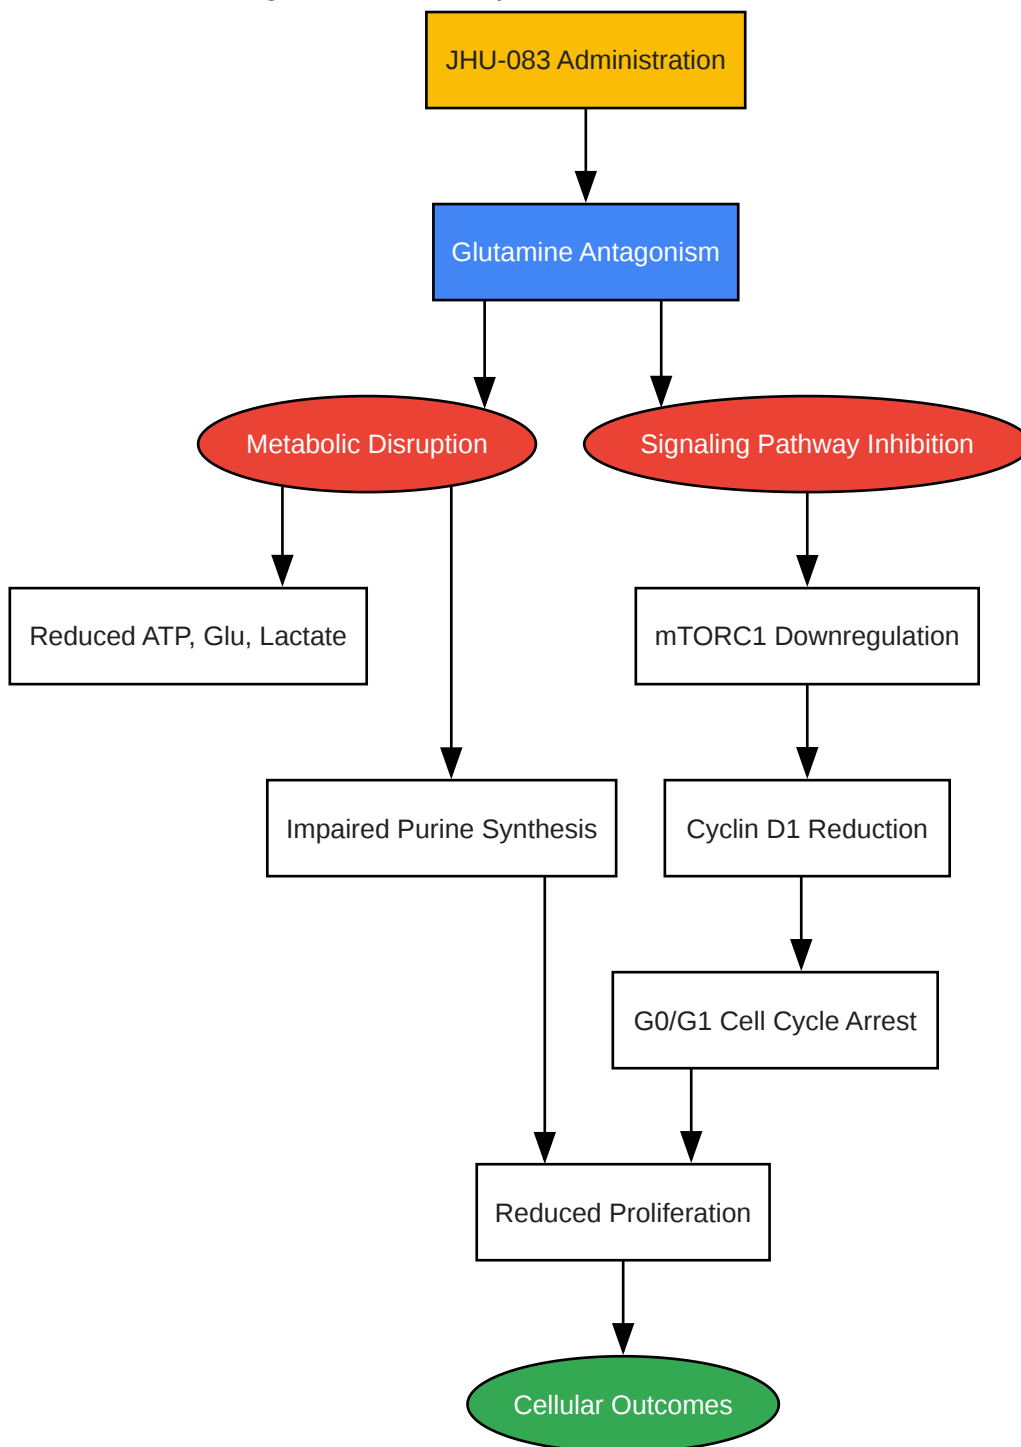 JHU-083 Administration
Glutamine Antagonism
Metabolic Disruption
Signaling Pathway Inhibition
Reduced ATP, Glu, Lactate
mTORC1 Downregulation
Impaired Purine Synthesis
Cyclin D1 Reduction
G0/G1 Cell Cycle Arrest
Reduced Proliferation
Cellular Outcomes